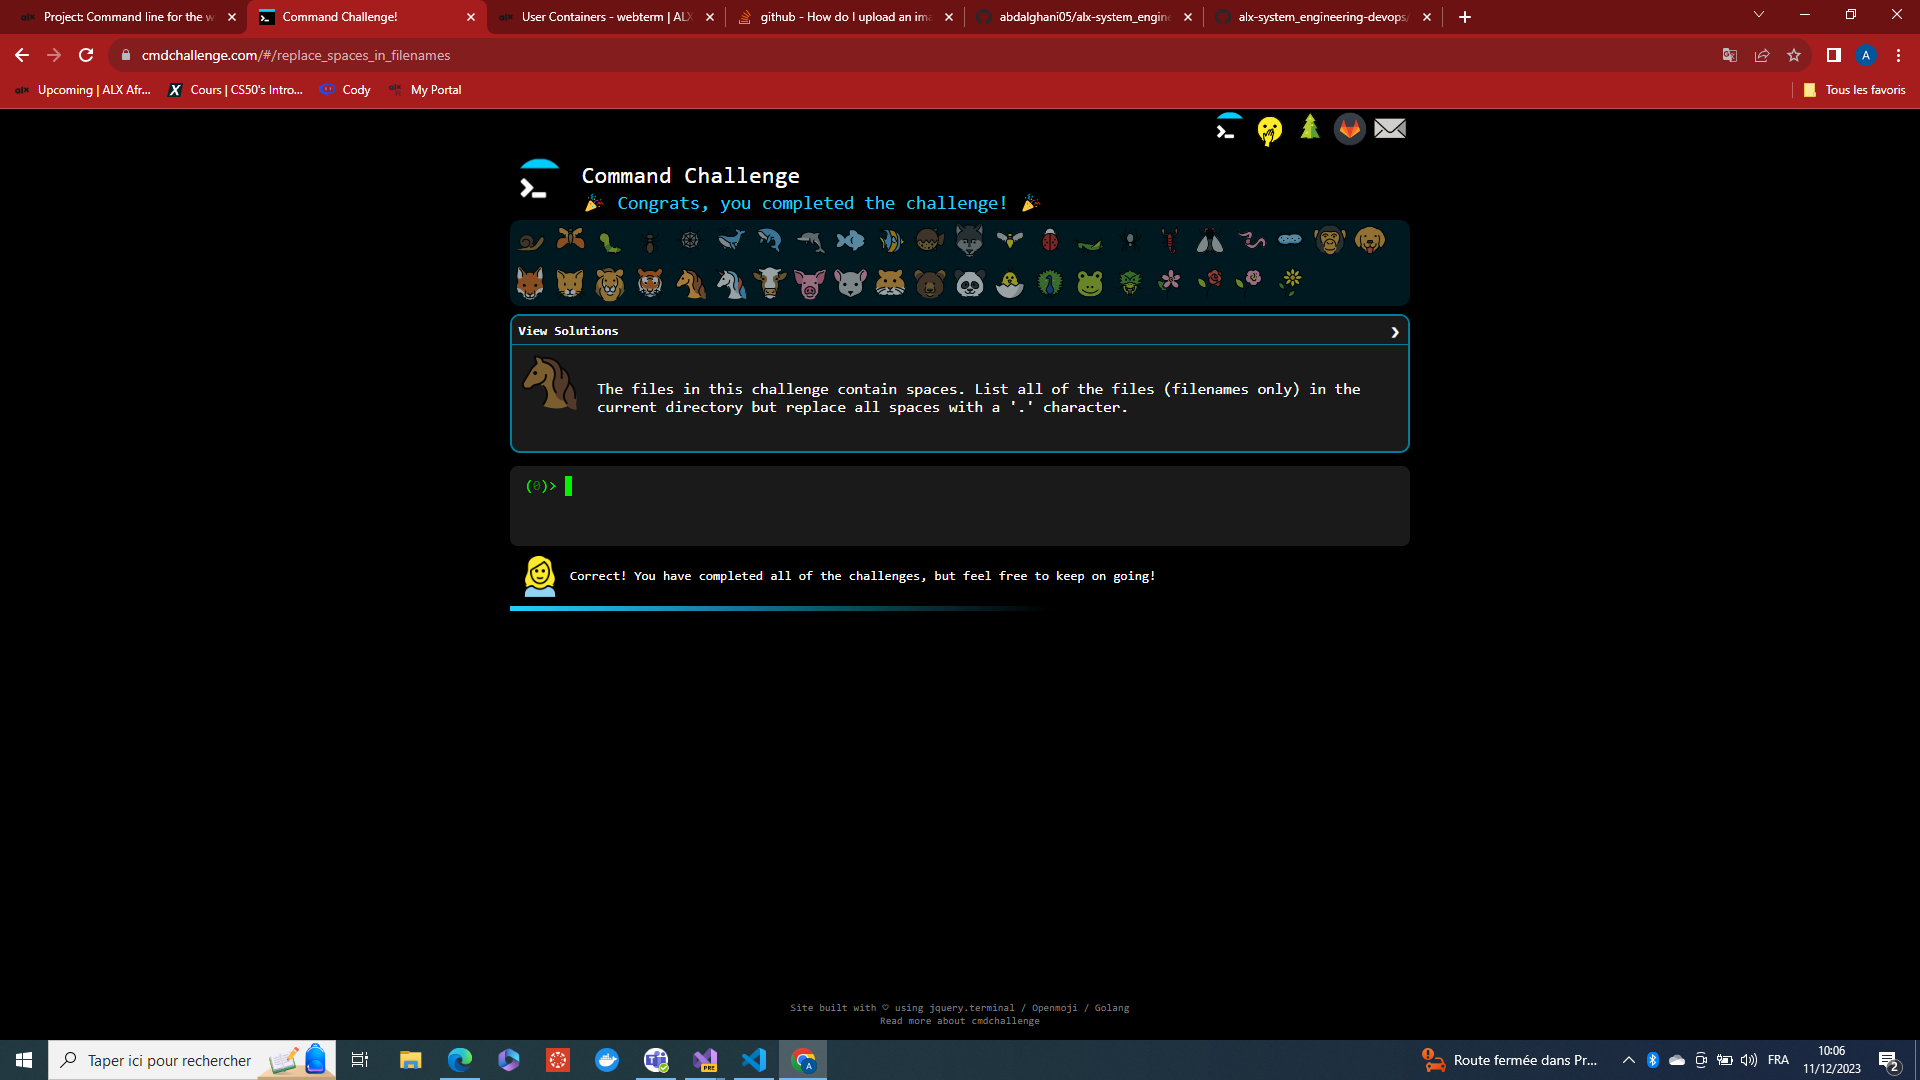 Project: Command line for the w
Command Challenge!
User Containers - webterm | ALX
github - How do I upload an ima
abdalghani05/alx-system_engine
alx-system_engineering-devops/
cmdchallenge.com/#/replace_spaces_in_filenames
A
alx Upcoming | ALX Afr...
X Cours | CS50's Intro...
Cody
My Portal
Tous les favoris
Command Challenge
Congrats, you completed the challenge!
View Solutions
The files in this challenge contain spaces. List all of the files (filenames only) in the
current directory but replace all spaces with a '.' character.
(0)>
Correct! You have completed all of the challenges, but feel free to keep on going!
Site built with ♡ using jquery.terminal / Openmoji / Golang
Read more about cmdchallenge
Taper ici pour rechercher
PRE
A
Route fermée dans Pr...
FRA
10:06
11/12/2023
2